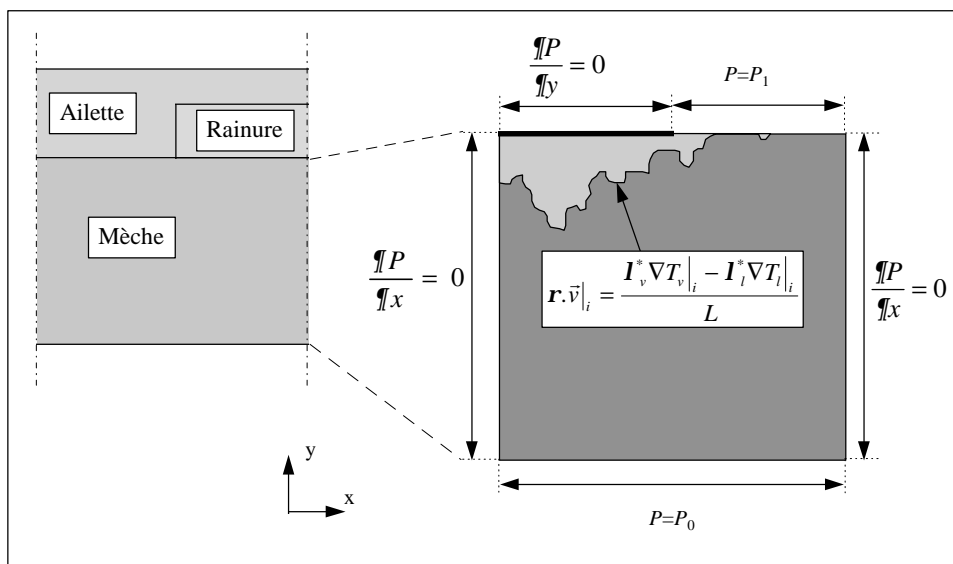 Ailette
Rainure
Mèche
y
x
¶P/¶y = 0
P=P₁
¶P/¶x = 0
r.v⃗|ᵢ = (l*ᵥ∇Tᵥ|ᵢ − l*ₗ∇Tₗ|ᵢ)/L
¶P/¶x = 0
P=P₀